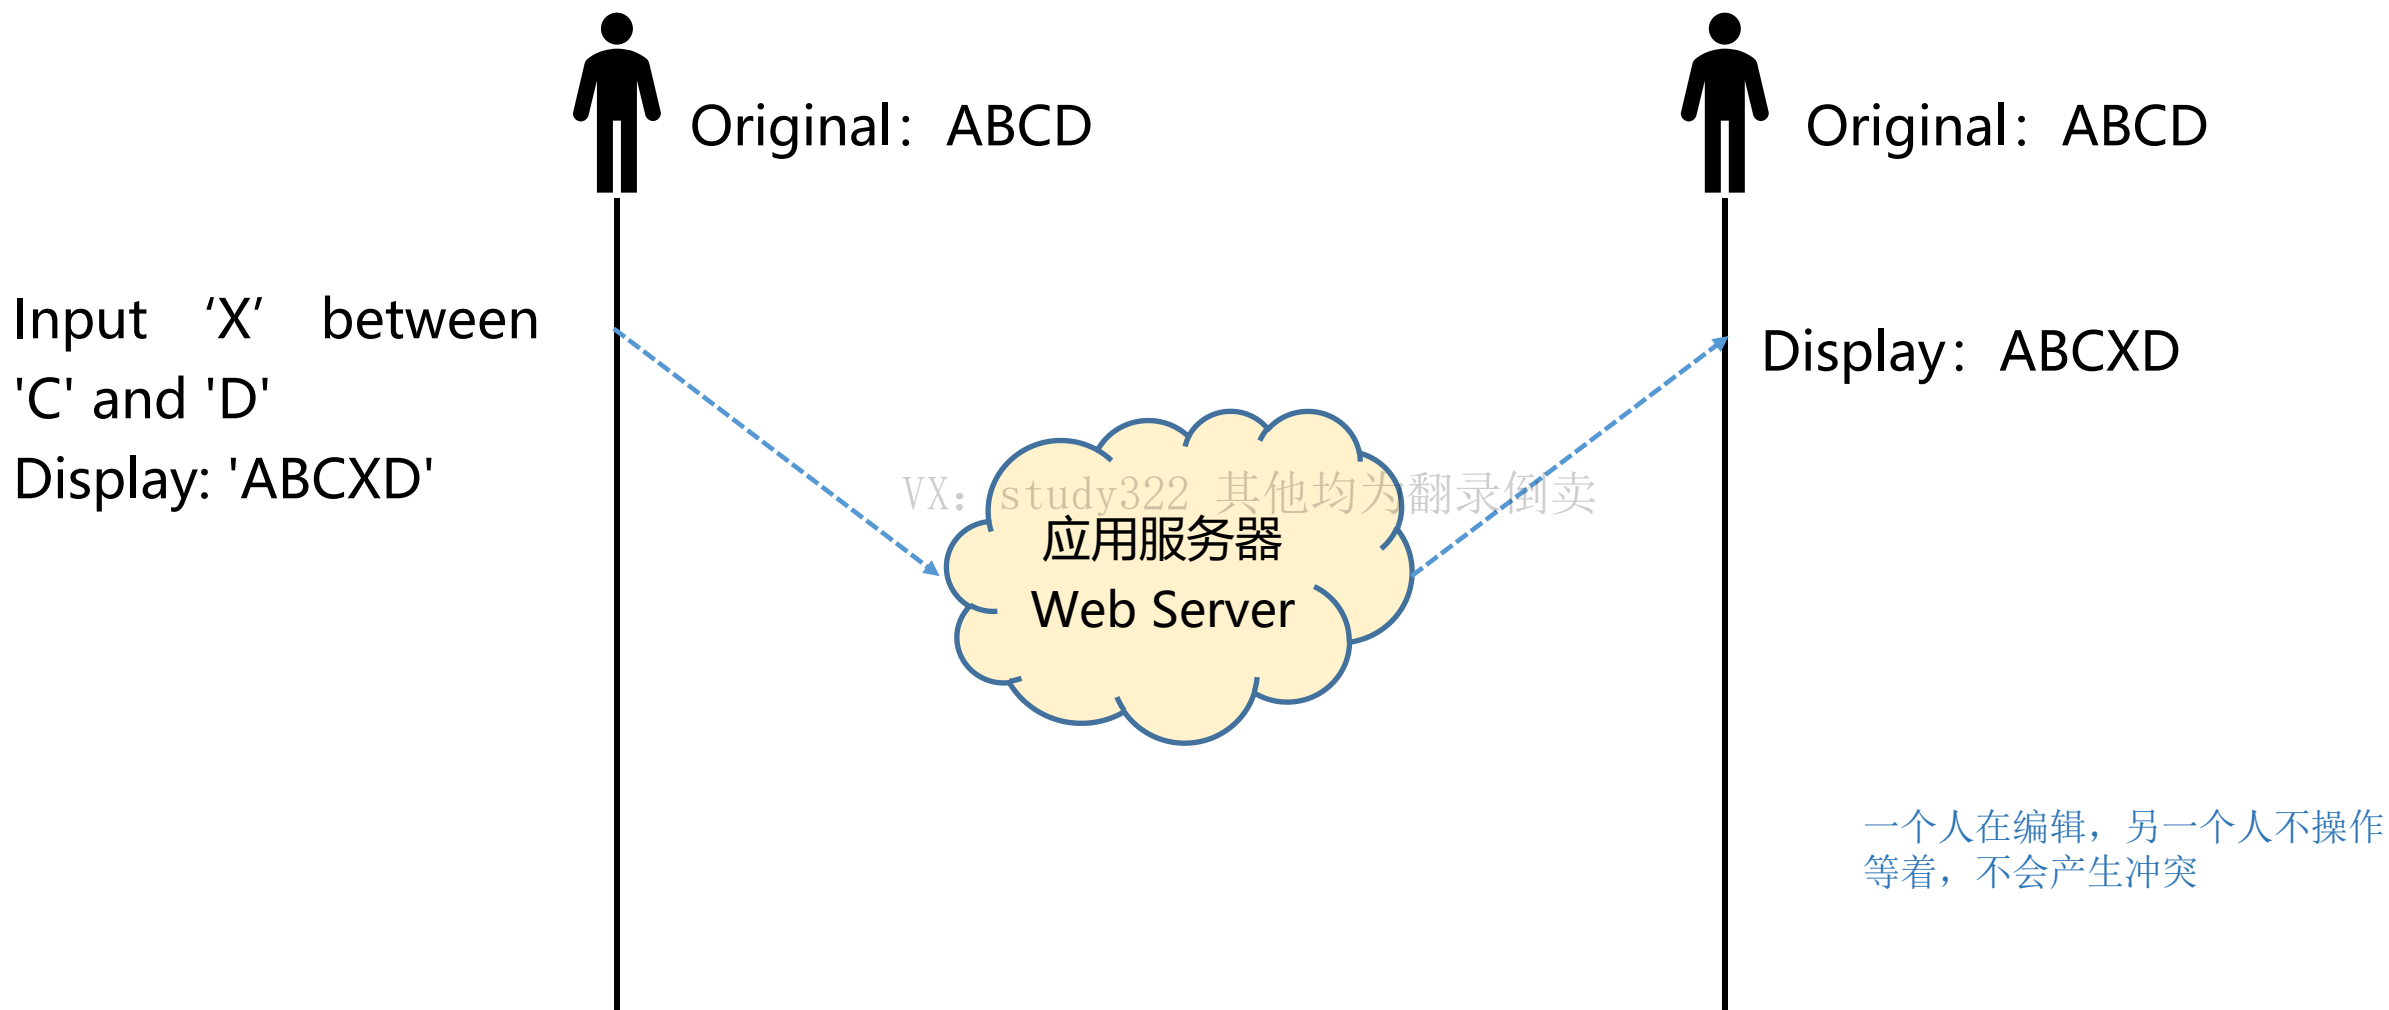 Original： ABCD
Original： ABCD
Input ‘X’ between
'C' and 'D'
Display: 'ABCXD'
Display： ABCXD
VX：study322 其他均为翻录倒卖
应用服务器
Web Server
一个人在编辑，另一个人不操作
等着，不会产生冲突